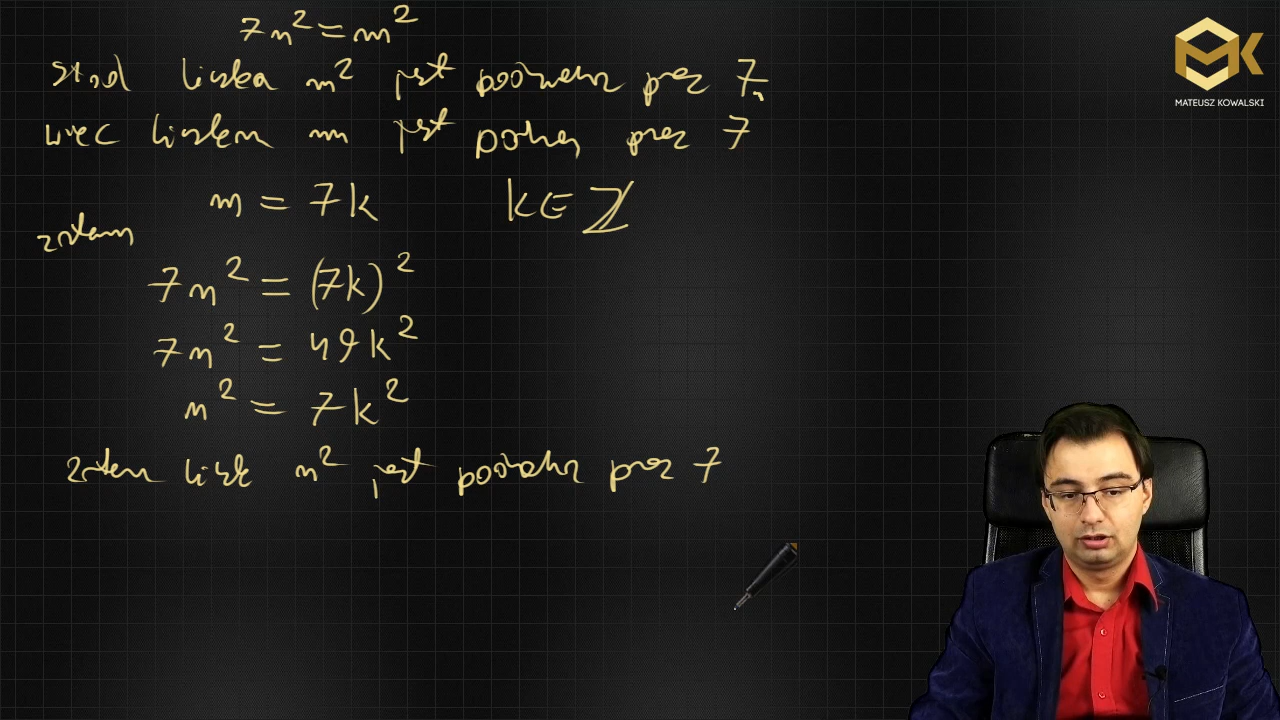 7n² = m²
stąd liczba m² jest podzielna przez 7,
więc liczba m jest podzielna przez 7
m = 7k k ∈ ℤ
zatem
7n² = (7k)²
7n² = 49k²
n² = 7k²
zatem liczba n² jest podzielna przez 7
MK
MATEUSZ KOWALSKI